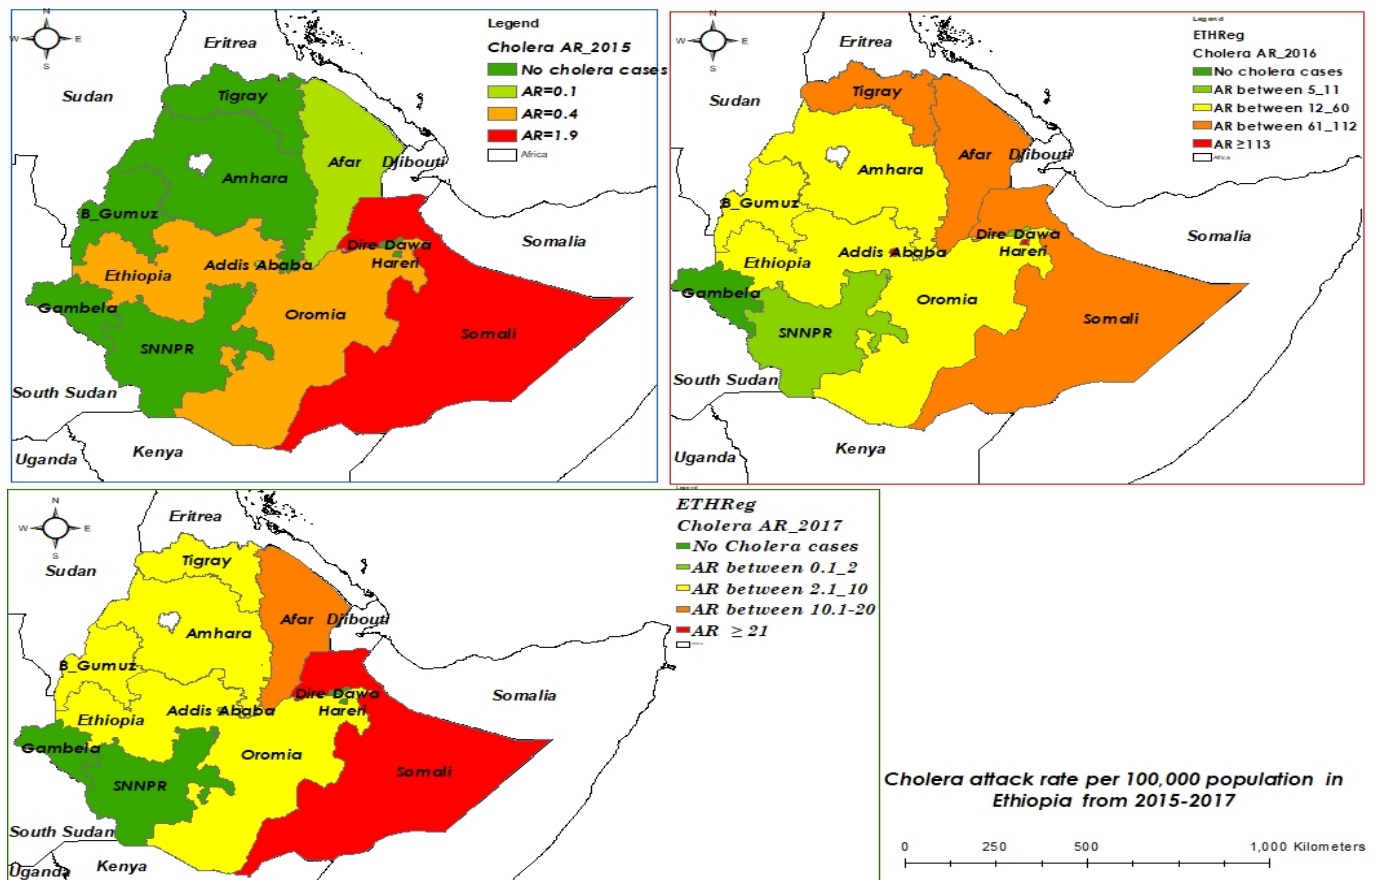 N
W E
S
Eritrea
Sudan
Tigray
Afar
Djibouti
Amhara
B_Gumuz
Somalia
Dire Dawa
Addis Ababa
Hareri
Ethiopia
Gambela
Oromia
Somali
SNNPR
South Sudan
Kenya
Uganda
Legend
Cholera AR_2015
No cholera cases
AR=0.1
AR=0.4
AR=1.9
Africa
N
W E
S
Eritrea
Sudan
Tigray
Afar
Djibouti
Amhara
B_Gumuz
Somalia
Dire Dawa
Addis Ababa
Hareri
Ethiopia
Gambela
Oromia
Somali
SNNPR
South Sudan
Kenya
Uganda
Legend
ETHReg
Cholera AR_2016
No cholera cases
AR between 5_11
AR between 12_60
AR between 61_112
AR ≥113
Africa
N
W E
S
Eritrea
Sudan
Tigray
Afar
Djibouti
Amhara
B_Gumuz
Somalia
Dire Dawa
Addis Ababa
Hareri
Ethiopia
Gambela
Oromia
Somali
SNNPR
South Sudan
Kenya
Uganda
Legend
ETHReg
Cholera AR_2017
No Cholera cases
AR between 0.1_2
AR between 2.1_10
AR between 10.1-20
AR ≥ 21
Cholera attack rate per 100,000 population in
Ethiopia from 2015-2017
0 250 500 1,000 Kilometers